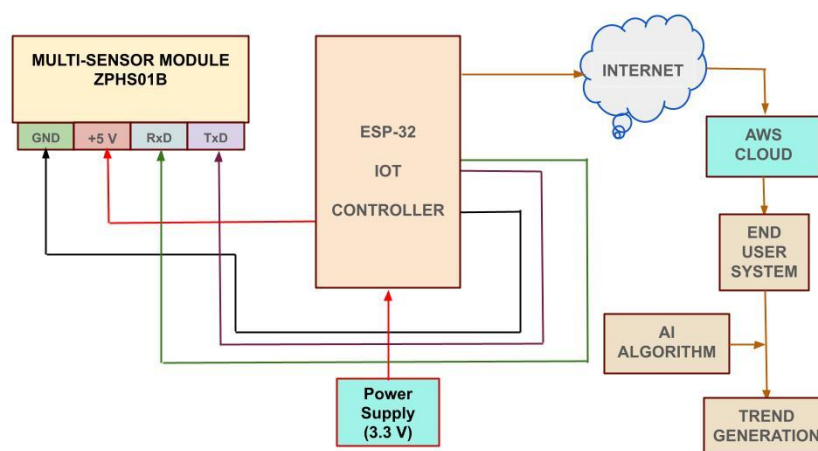 MULTI-SENSOR MODULE
ZPHS01B
GND
+5 V
RxD
TxD
ESP-32
IOT
CONTROLLER
Power
Supply
(3.3 V)
INTERNET
AWS
CLOUD
END
USER
SYSTEM
AI
ALGORITHM
TREND
GENERATION